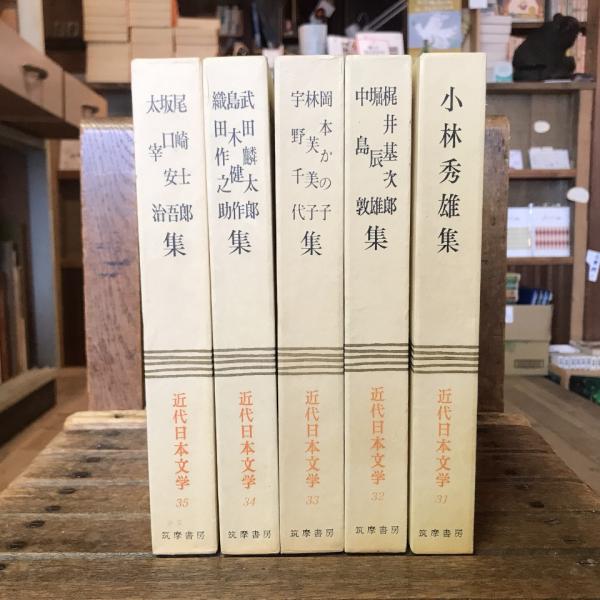 小林秀雄集
近代日本文学
31
筑摩書房
梶井基次郎
堀辰雄
中島敦
集
近代日本文学
32
筑摩書房
岡本かの子
林芙美子
宇野千代
集
近代日本文学
33
筑摩書房
武田麟太郎
島木健作
織田作之助
集
近代日本文学
34
筑摩書房
尾崎士郎
坂口安吾
太宰治
集
近代日本文学
35
筑摩書房